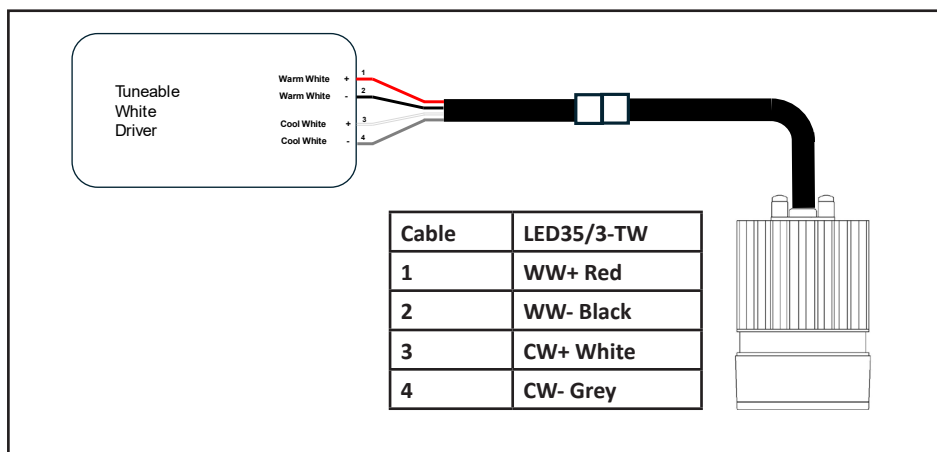 Tuneable
White
Driver
Warm White + 1
Warm White - 2
Cool White + 3
Cool White - 4
Cable LED35/3-TW
1 WW+ Red
2 WW- Black
3 CW+ White
4 CW- Grey